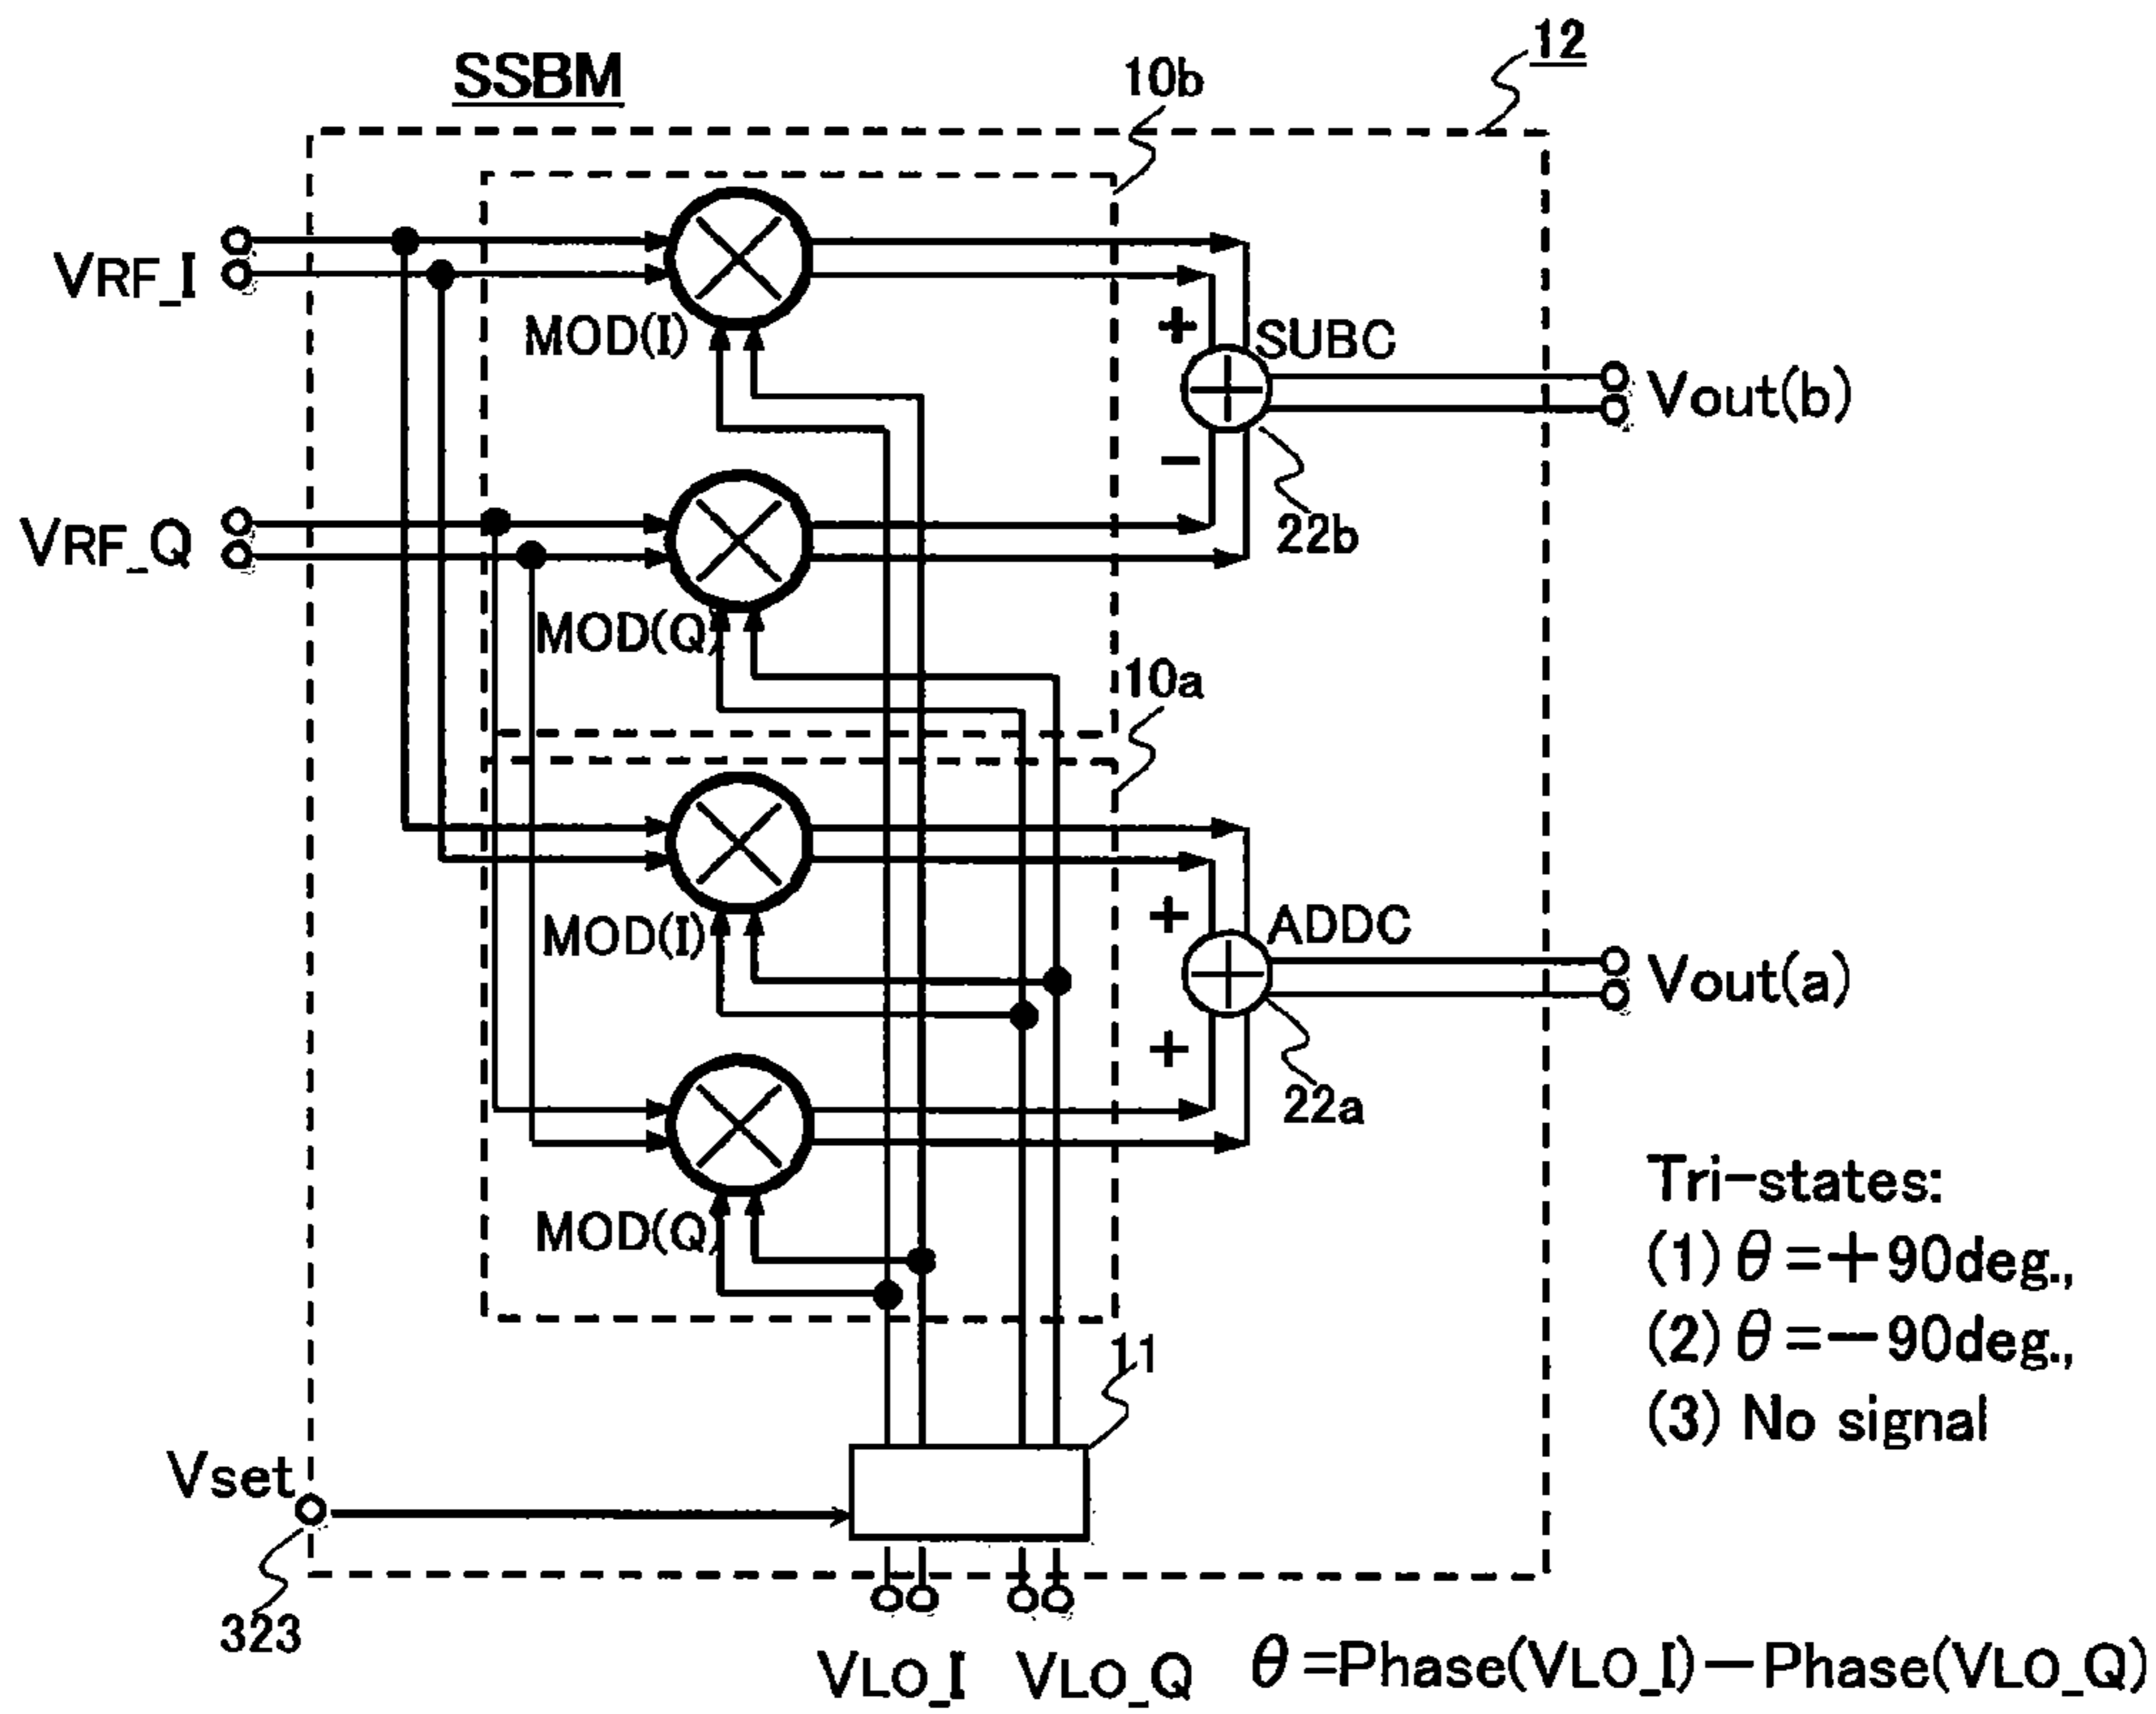 SSBM
12
10b
VRF_I
MOD(I)
+
SUBC
Vout(b)
−
22b
VRF_Q
MOD(Q)
10a
MOD(I)
+
ADDC
Vout(a)
+
22a
MOD(Q)
Tri-states:
(1) θ=+90deg.,
(2) θ=−90deg.,
(3) No signal
11
Vset
323
VLO_I
VLO_Q
θ=Phase(VLO_I)−Phase(VLO_Q)